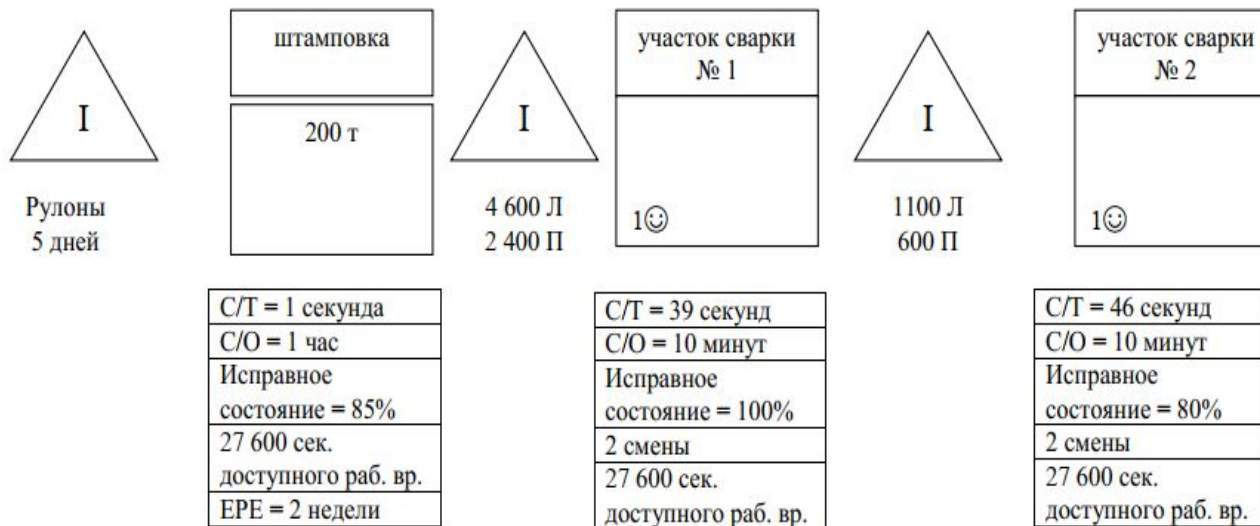 I
Рулоны
5 дней
штамповка
200 т
С/Т = 1 секунда
С/О = 1 час
Исправное
состояние = 85%
27 600 сек.
доступного раб. вр.
EPE = 2 недели
I
4 600 Л
2 400 П
участок сварки
№ 1
1☺
С/Т = 39 секунд
С/О = 10 минут
Исправное
состояние = 100%
2 смены
27 600 сек.
доступного раб. вр.
I
1100 Л
600 П
участок сварки
№ 2
1☺
С/Т = 46 секунд
С/О = 10 минут
Исправное
состояние = 80%
2 смены
27 600 сек.
доступного раб. вр.